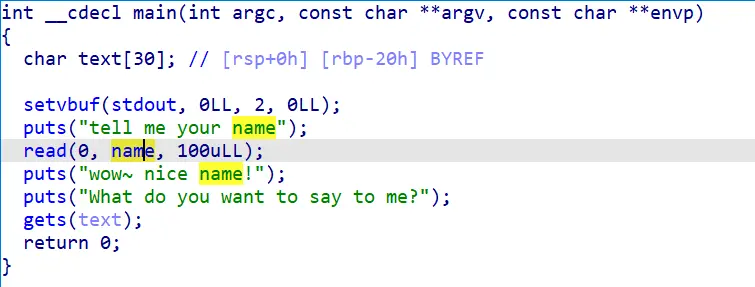 int __cdecl main(int argc, const char **argv, const char **envp)
{
char text[30]; // [rsp+0h] [rbp-20h] BYREF
setvbuf(stdout, 0LL, 2, 0LL);
puts("tell me your name");
read(0, name, 100uLL);
puts("wow~ nice name!");
puts("What do you want to say to me?");
gets(text);
return 0;
}